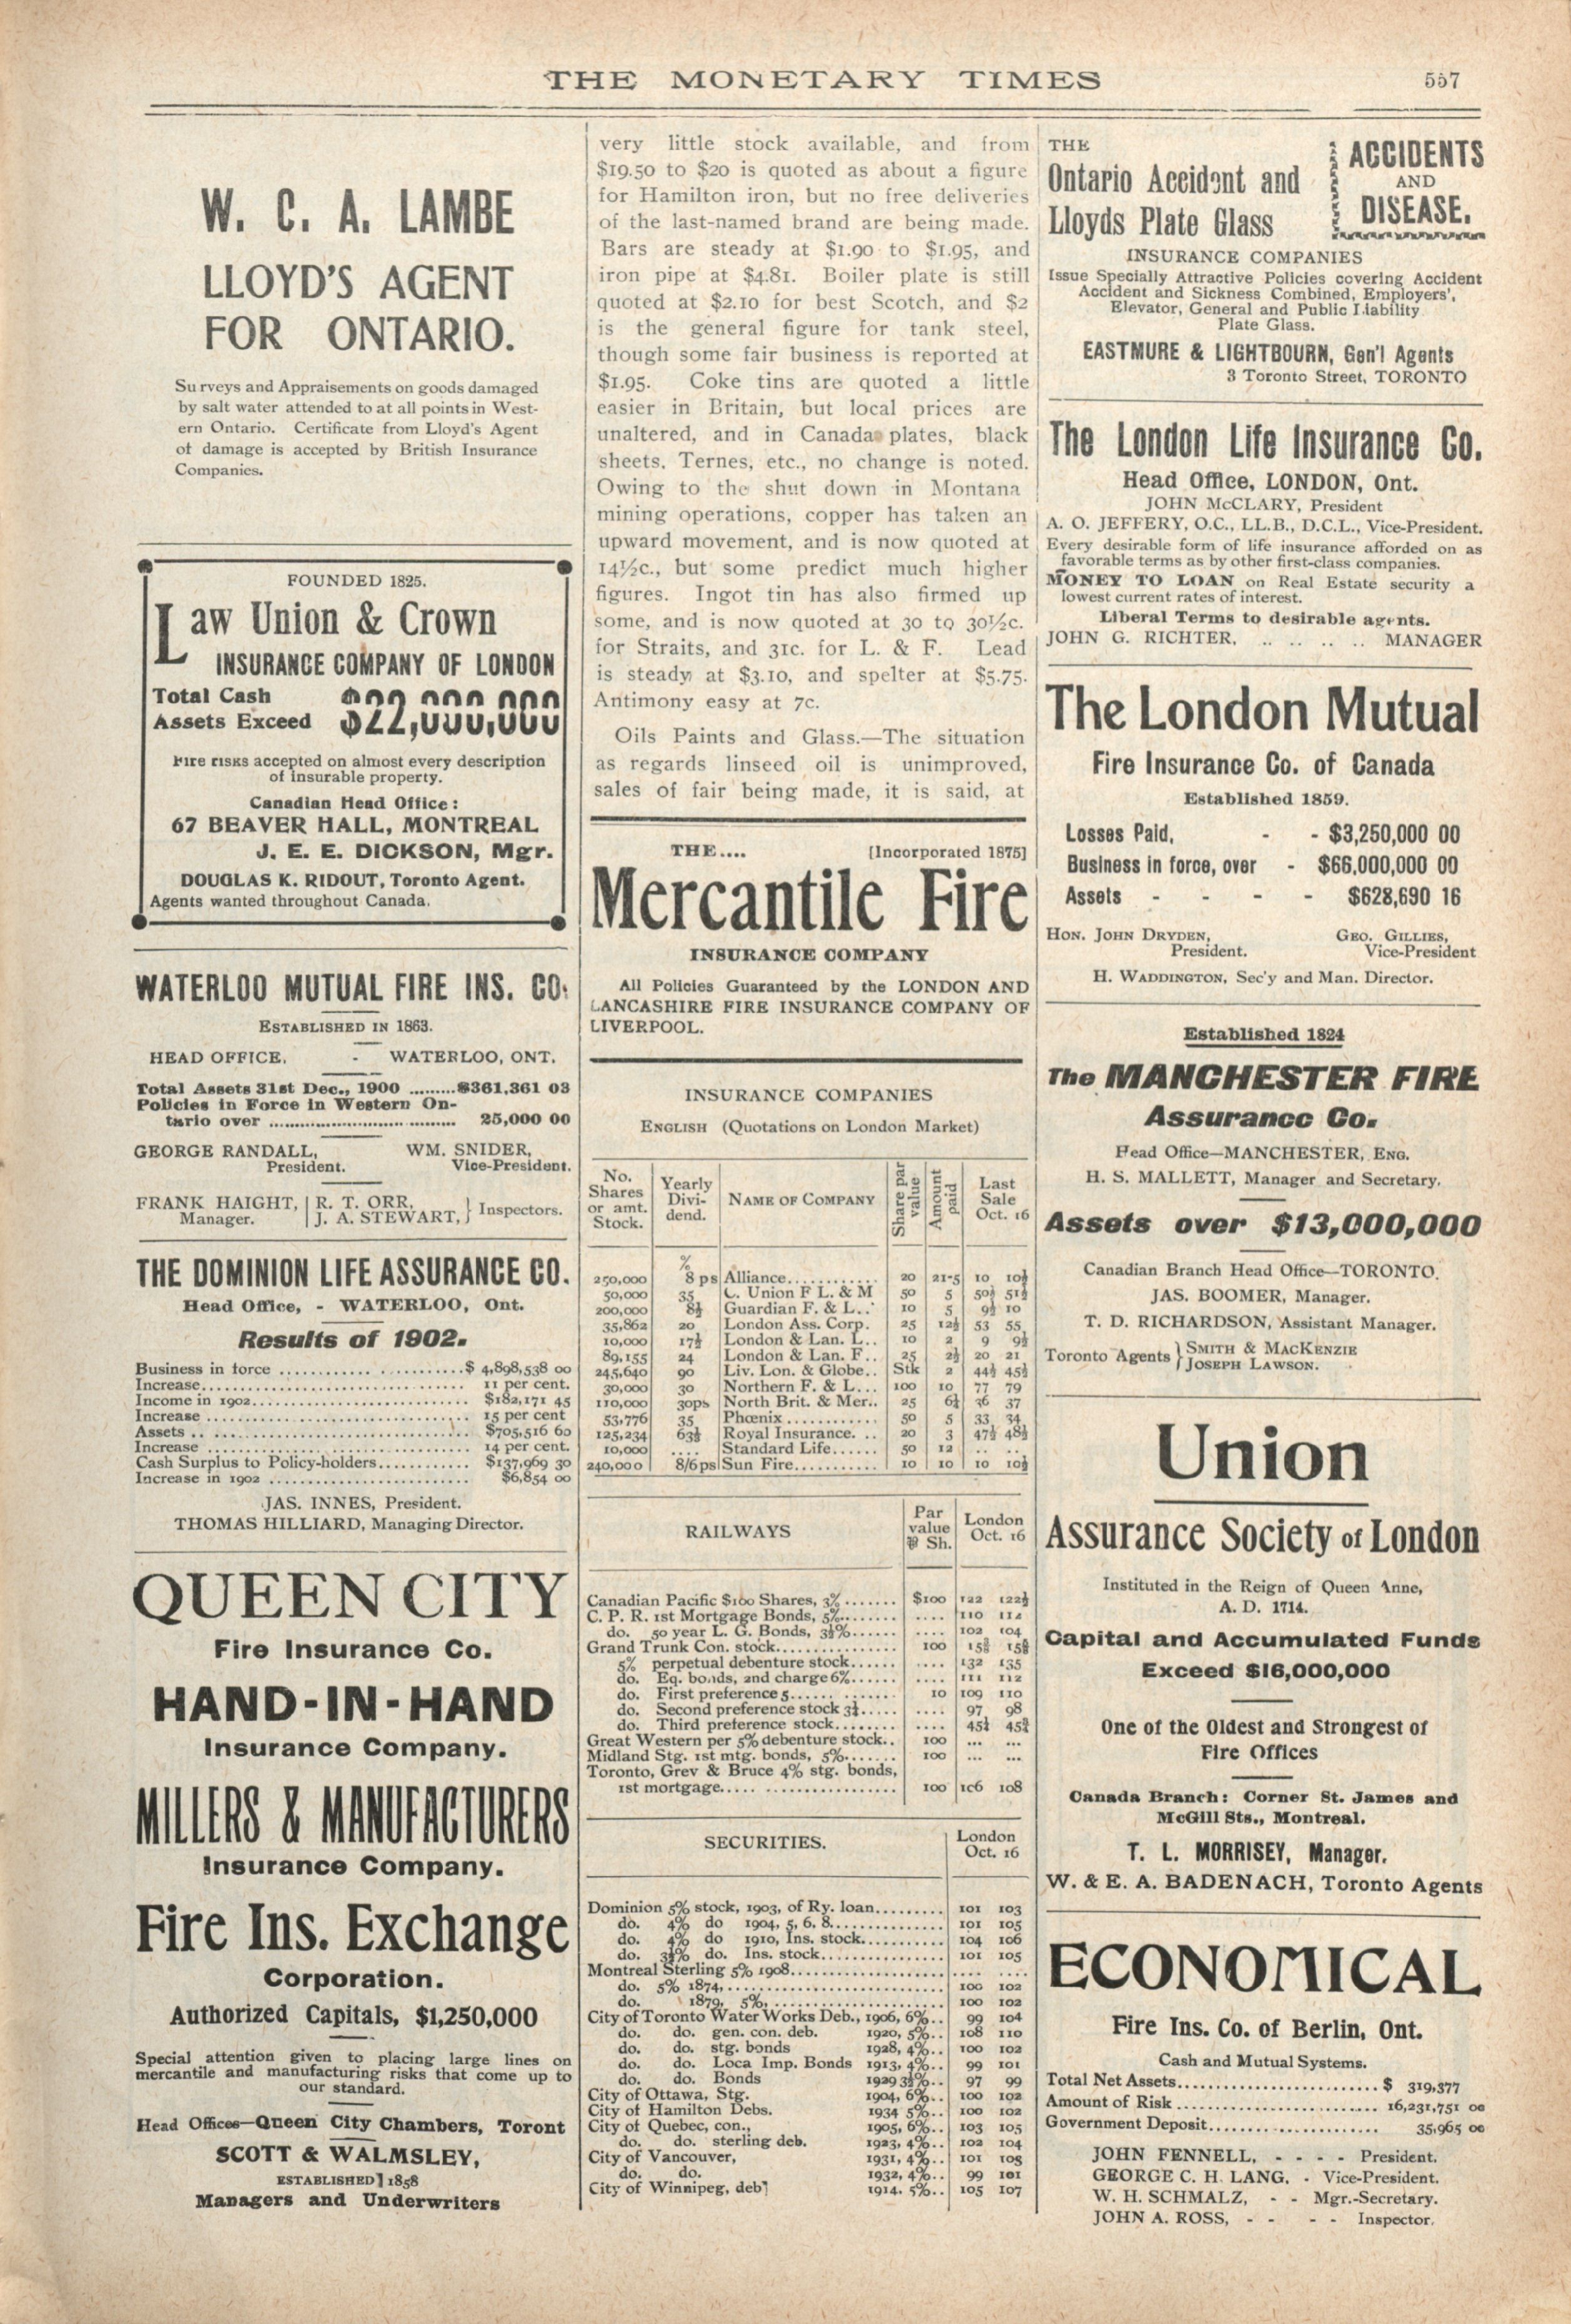 THE MONETARY TIMES 557
W. C. A. LAMBE
LLOYD'S AGENT
FOR ONTARIO.
Surveys and Appraisements on goods damaged
by salt water attended to at all points in West-
ern Ontario. Certificate from Lloyd's Agent
of damage is accepted by British Insurance
Companies.
FOUNDED 1825.
Law Union & Crown
INSURANCE COMPANY OF LONDON
Total Cash
Assets Exceed $22,000,000
Fire risks accepted on almost every description
of insurable property.
Canadian Head Office:
67 BEAVER HALL, MONTREAL
J. E. E. DICKSON, Mgr.
DOUGLAS K. RIDOUT, Toronto Agent.
Agents wanted throughout Canada.
WATERLOO MUTUAL FIRE INS. CO.
ESTABLISHED IN 1863.
HEAD OFFICE, - WATERLOO, ONT.
Total Assets 31st Dec., 1900 .........$361,361 03
Policies in Force in Western On-
tario over .................................. 25,000 00
GEORGE RANDALL, WM. SNIDER,
President. Vice-President.
FRANK HAIGHT, R. T. ORR,
Manager. J. A. STEWART, } Inspectors.
THE DOMINION LIFE ASSURANCE CO.
Head Office, - WATERLOO, Ont.
Results of 1902.
Business in force ............................$ 4,898,538 00
Increase....................................... 11 per cent.
Income in 1902................................ $182,171 45
Increase ...................................... 15 per cent
Assets .. ...................................... $705,516 60
Increase ...................................... 14 per cent.
Cash Surplus to Policy-holders............ $137,969 30
Increase in 1902 ............................. $6,854 00
JAS. INNES, President.
THOMAS HILLIARD, Managing Director.
QUEEN CITY
Fire Insurance Co.
HAND-IN-HAND
Insurance Company.
MILLERS & MANUFACTURERS
Insurance Company.
Fire Ins. Exchange
Corporation.
Authorized Capitals, $1,250,000
Special attention given to placing large lines on
mercantile and manufacturing risks that come up to
our standard.
Head Offices—Queen City Chambers, Toront
SCOTT & WALMSLEY,
ESTABLISHED] 1858
Managers and Underwriters
very little stock available, and from
$19.50 to $20 is quoted as about a figure
for Hamilton iron, but no free deliveries
of the last-named brand are being made.
Bars are steady at $1.90 to $1.95, and
iron pipe at $4.81. Boiler plate is still
quoted at $2.10 for best Scotch, and $2
is the general figure for tank steel,
though some fair business is reported at
$1.95. Coke tins are quoted a little
easier in Britain, but local prices are
unaltered, and in Canada plates, black
sheets, Ternes, etc., no change is noted.
Owing to the shut down in Montana
mining operations, copper has taken an
upward movement, and is now quoted at
14½c., but some predict much higher
figures. Ingot tin has also firmed up
some, and is now quoted at 30 to 30½c.
for Straits, and 31c. for L. & F. Lead
is steady at $3.10, and spelter at $5.75.
Antimony easy at 7c.
Oils Paints and Glass.—The situation
as regards linseed oil is unimproved,
sales of fair being made, it is said, at
THE.... [Incorporated 1875]
Mercantile Fire
INSURANCE COMPANY
All Policies Guaranteed by the LONDON AND
LANCASHIRE FIRE INSURANCE COMPANY OF
LIVERPOOL.
INSURANCE COMPANIES
ENGLISH (Quotations on London Market)
No. Shares or amt. Stock. Yearly Divi-dend. NAME OF COMPANY Share par value Amount paid Last Sale Oct. 16
%
250,000 8 ps Alliance............ 20 21-5 10 10½
50,000 35 C. Union F L. & M 50 5
200,000 8½ Guardian F. & L.. 10 5 9½ 10
35,862 20 London Ass. Corp. 25 12½ 53 55
10,000 17½ London & Lan. L.. 10 2 9 9½
89,155 24 London & Lan. F.. 25 2½ 20 21
245,640 90 Liv. Lon. & Globe.. Stk 2 44½ 45½
30,000 30 Northern F. & L... 100 10 77 79
110,000 30ps North Brit. & Mer.. 25 6¼ 36 37
53,776 35 Phœnix............ 50 5 33 34
125,234 63⅓ Royal Insurance. .. 20 3 47½ 48½
10,000 .... Standard Life...... 50 12 .. ..
240,000 8/6ps Sun Fire........... 10 10 10 10½
RAILWAYS Par value ⅌ Sh. London Oct. 16
Canadian Pacific $100 Shares, 3%....... $100 122 122½
C. P. R. 1st Mortgage Bonds, 5%......... .... 110 112
do. 50 year L. G. Bonds, 3½%...... .... 102 104
Grand Trunk Con. stock................ 100
5% perpetual debenture stock...... .... 132 135
do. Eq. bonds, 2nd charge 6%...... .... 111 112
do. First preference 5...... ....... 10 109 110
do. Second preference stock 3½..... .... 97 98
do. Third preference stock........ ....
Great Western per 5% debenture stock.. 100 ... ...
Midland Stg. 1st mtg. bonds, 5%....... 100 ... ...
Toronto, Grey & Bruce 4% stg. bonds,
1st mortgage..... ................. 100 106 108
SECURITIES. London Oct. 16
Dominion 5% stock, 1903, of Ry. loan......... 101 103
do. 4% do 1904, 5, 6, 8............... 101 105
do. 4% do 1910, Ins. stock........... 104 106
do. 3½% do. Ins. stock................. 101 105
Montreal Sterling 5% 1908..................... .... ....
do. 5% 1874,............................. 100 102
do. 1879, 5%,....................... 100 102
City of Toronto Water Works Deb., 1906, 6%.. 99 104
do. do. gen. con. deb. 1920, 5%.. 108 110
do. do. stg. bonds 1928, 4%.. 100 102
do. do. Loca Imp. Bonds 1913, 4%.. 99 101
do. do. Bonds 1929 3½%.. 97 99
City of Ottawa, Stg. 1904, 6%.. 100 102
City of Hamilton Debs. 1934 5%.. 100 102
City of Quebec, con., 1905, 6%.. 103 105
do. do. sterling deb. 1923, 4%.. 102 104
City of Vancouver, 1931, 4%.. 101 103
do. do. 1932, 4%.. 99 101
City of Winnipeg, deb] 1914, 5%.. 105 107
THE
Ontario Accident and
Lloyds Plate Glass
ACCIDENTS
AND
DISEASE.
INSURANCE COMPANIES
Issue Specially Attractive Policies covering Accident
Accident and Sickness Combined, Employers',
Elevator, General and Public Liability
Plate Glass.
EASTMURE & LIGHTBOURN, Gen'l Agents
3 Toronto Street, TORONTO
The London Life Insurance Co.
Head Office, LONDON, Ont.
JOHN McCLARY, President
A. O. JEFFERY, O.C., LL.B., D.C.L., Vice-President.
Every desirable form of life insurance afforded on as
favorable terms as by other first-class companies.
MONEY TO LOAN on Real Estate security a
lowest current rates of interest.
Liberal Terms to desirable agents.
JOHN G. RICHTER, .. .. .. .. MANAGER
The London Mutual
Fire Insurance Co. of Canada
Established 1859.
Losses Paid, - - $3,250,000 00
Business in force, over - $66,000,000 00
Assets - - - - $628,690 16
HON. JOHN DRYDEN, GEO. GILLIES,
President. Vice-President
H. WADDINGTON, Sec'y and Man. Director.
Established 1824
The MANCHESTER FIRE
Assurance Co.
Head Office—MANCHESTER, ENG.
H. S. MALLETT, Manager and Secretary.
Assets over $13,000,000
Canadian Branch Head Office—TORONTO.
JAS. BOOMER, Manager.
T. D. RICHARDSON, Assistant Manager.
Toronto Agents } SMITH & MACKENZIE
JOSEPH LAWSON.
Union
Assurance Society of London
Instituted in the Reign of Queen Anne,
A. D. 1714.
Capital and Accumulated Funds
Exceed $16,000,000
One of the Oldest and Strongest of
Fire Offices
Canada Branch: Corner St. James and
McGill Sts., Montreal.
T. L. MORRISEY, Manager.
W. & E. A. BADENACH, Toronto Agents
ECONOMICAL
Fire Ins. Co. of Berlin, Ont.
Cash and Mutual Systems.
Total Net Assets............................$ 319,377
Amount of Risk ............................ 16,231,751 00
Government Deposit........................ 35,965 00
JOHN FENNELL, - - - - President.
GEORGE C. H. LANG, - Vice-President.
W. H. SCHMALZ, - - Mgr.-Secretary.
JOHN A. ROSS, - - - - Inspector.